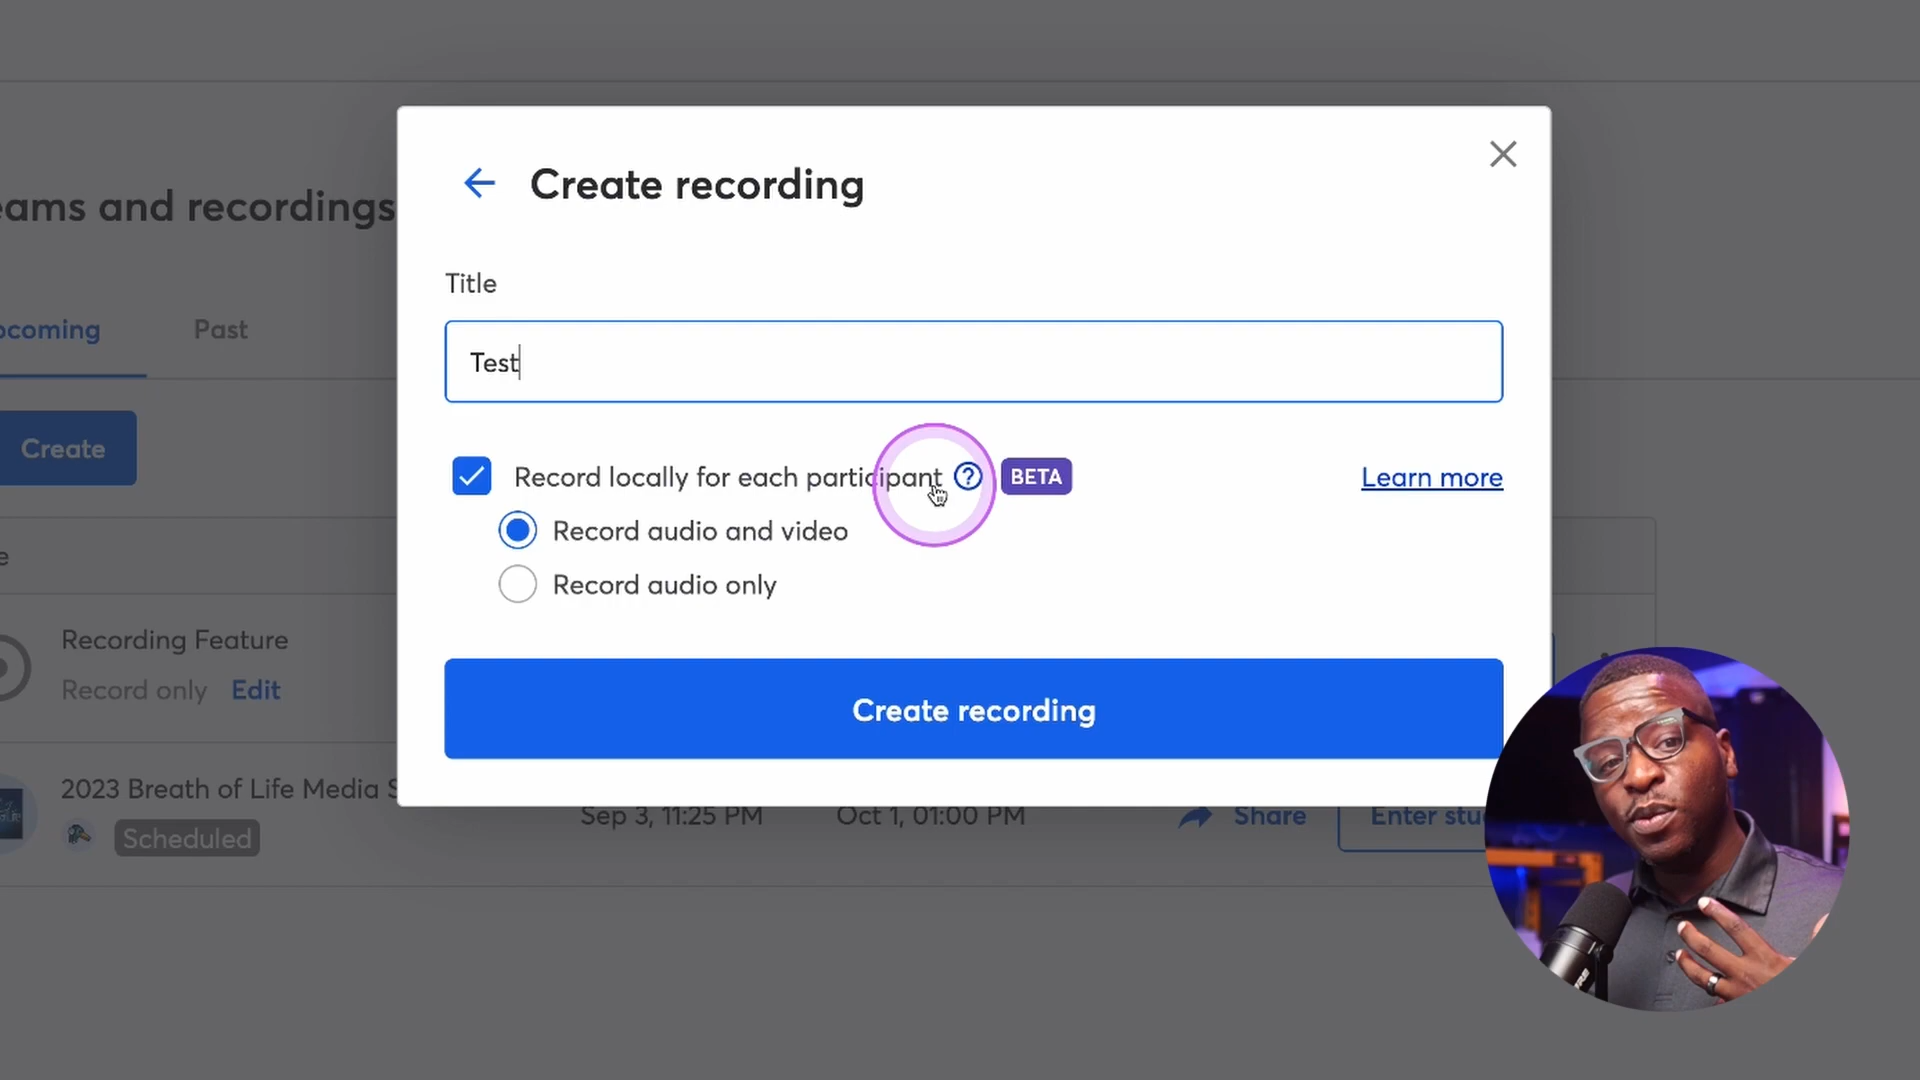 Create recording
eams and recordings
Title
pcoming
Past
Test
Create
Record locally for each participant ? BETA
Learn more
Record audio and video
Record audio only
Recording Feature
Record only Edit
Create recording
2023 Breath of Life Media S
Scheduled
Sep 3, 11:25 PM
Oct 1, 01:00 PM
Share
Enter stu